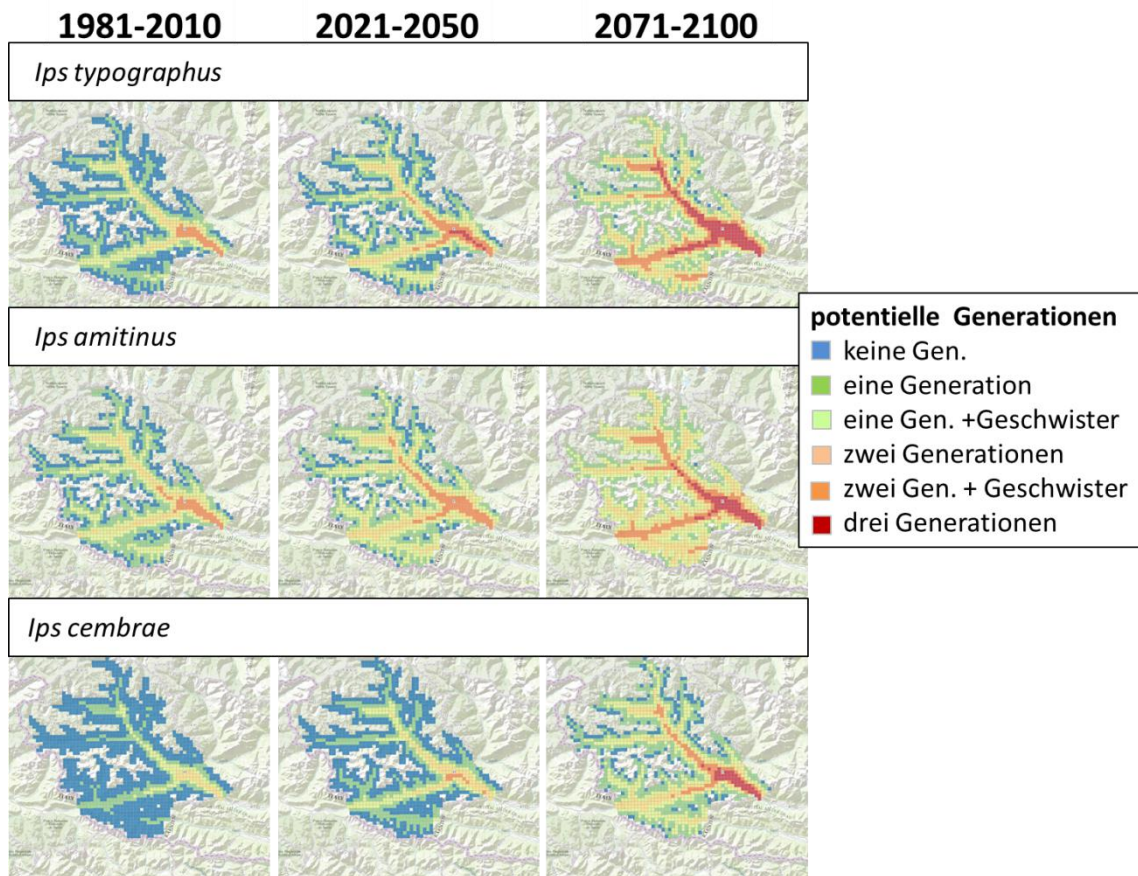 1981-2010
2021-2050
2071-2100
Ips typographus
Ips amitinus
potentielle Generationen
keine Gen.
eine Generation
eine Gen. +Geschwister
zwei Generationen
zwei Gen. + Geschwister
drei Generationen
Ips cembrae